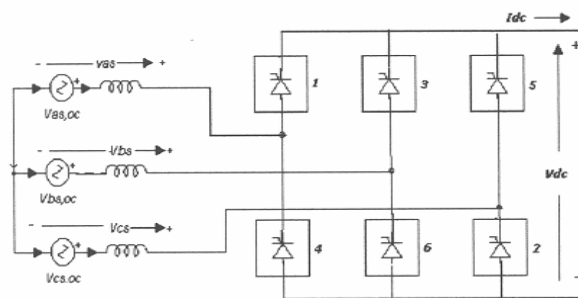 Idc
- vas +
1
3
5
+
Vas,oc
- Vbs +
Vdc
Vbs,oc
- Vcs +
4
6
2
Vcs,oc
-